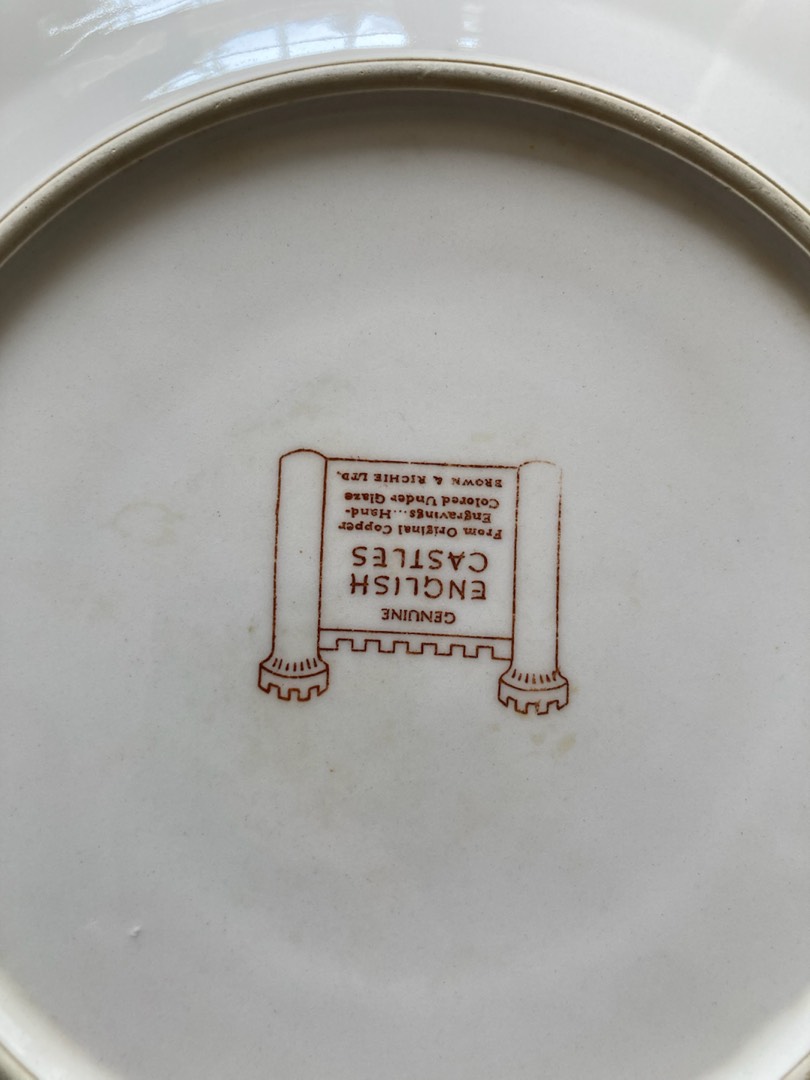 GENUINE
ENGLISH
CASTLES
From Original Copper
Engravings...Hand-
Colored Under Glaze
BROWN & RICHIE LTD.